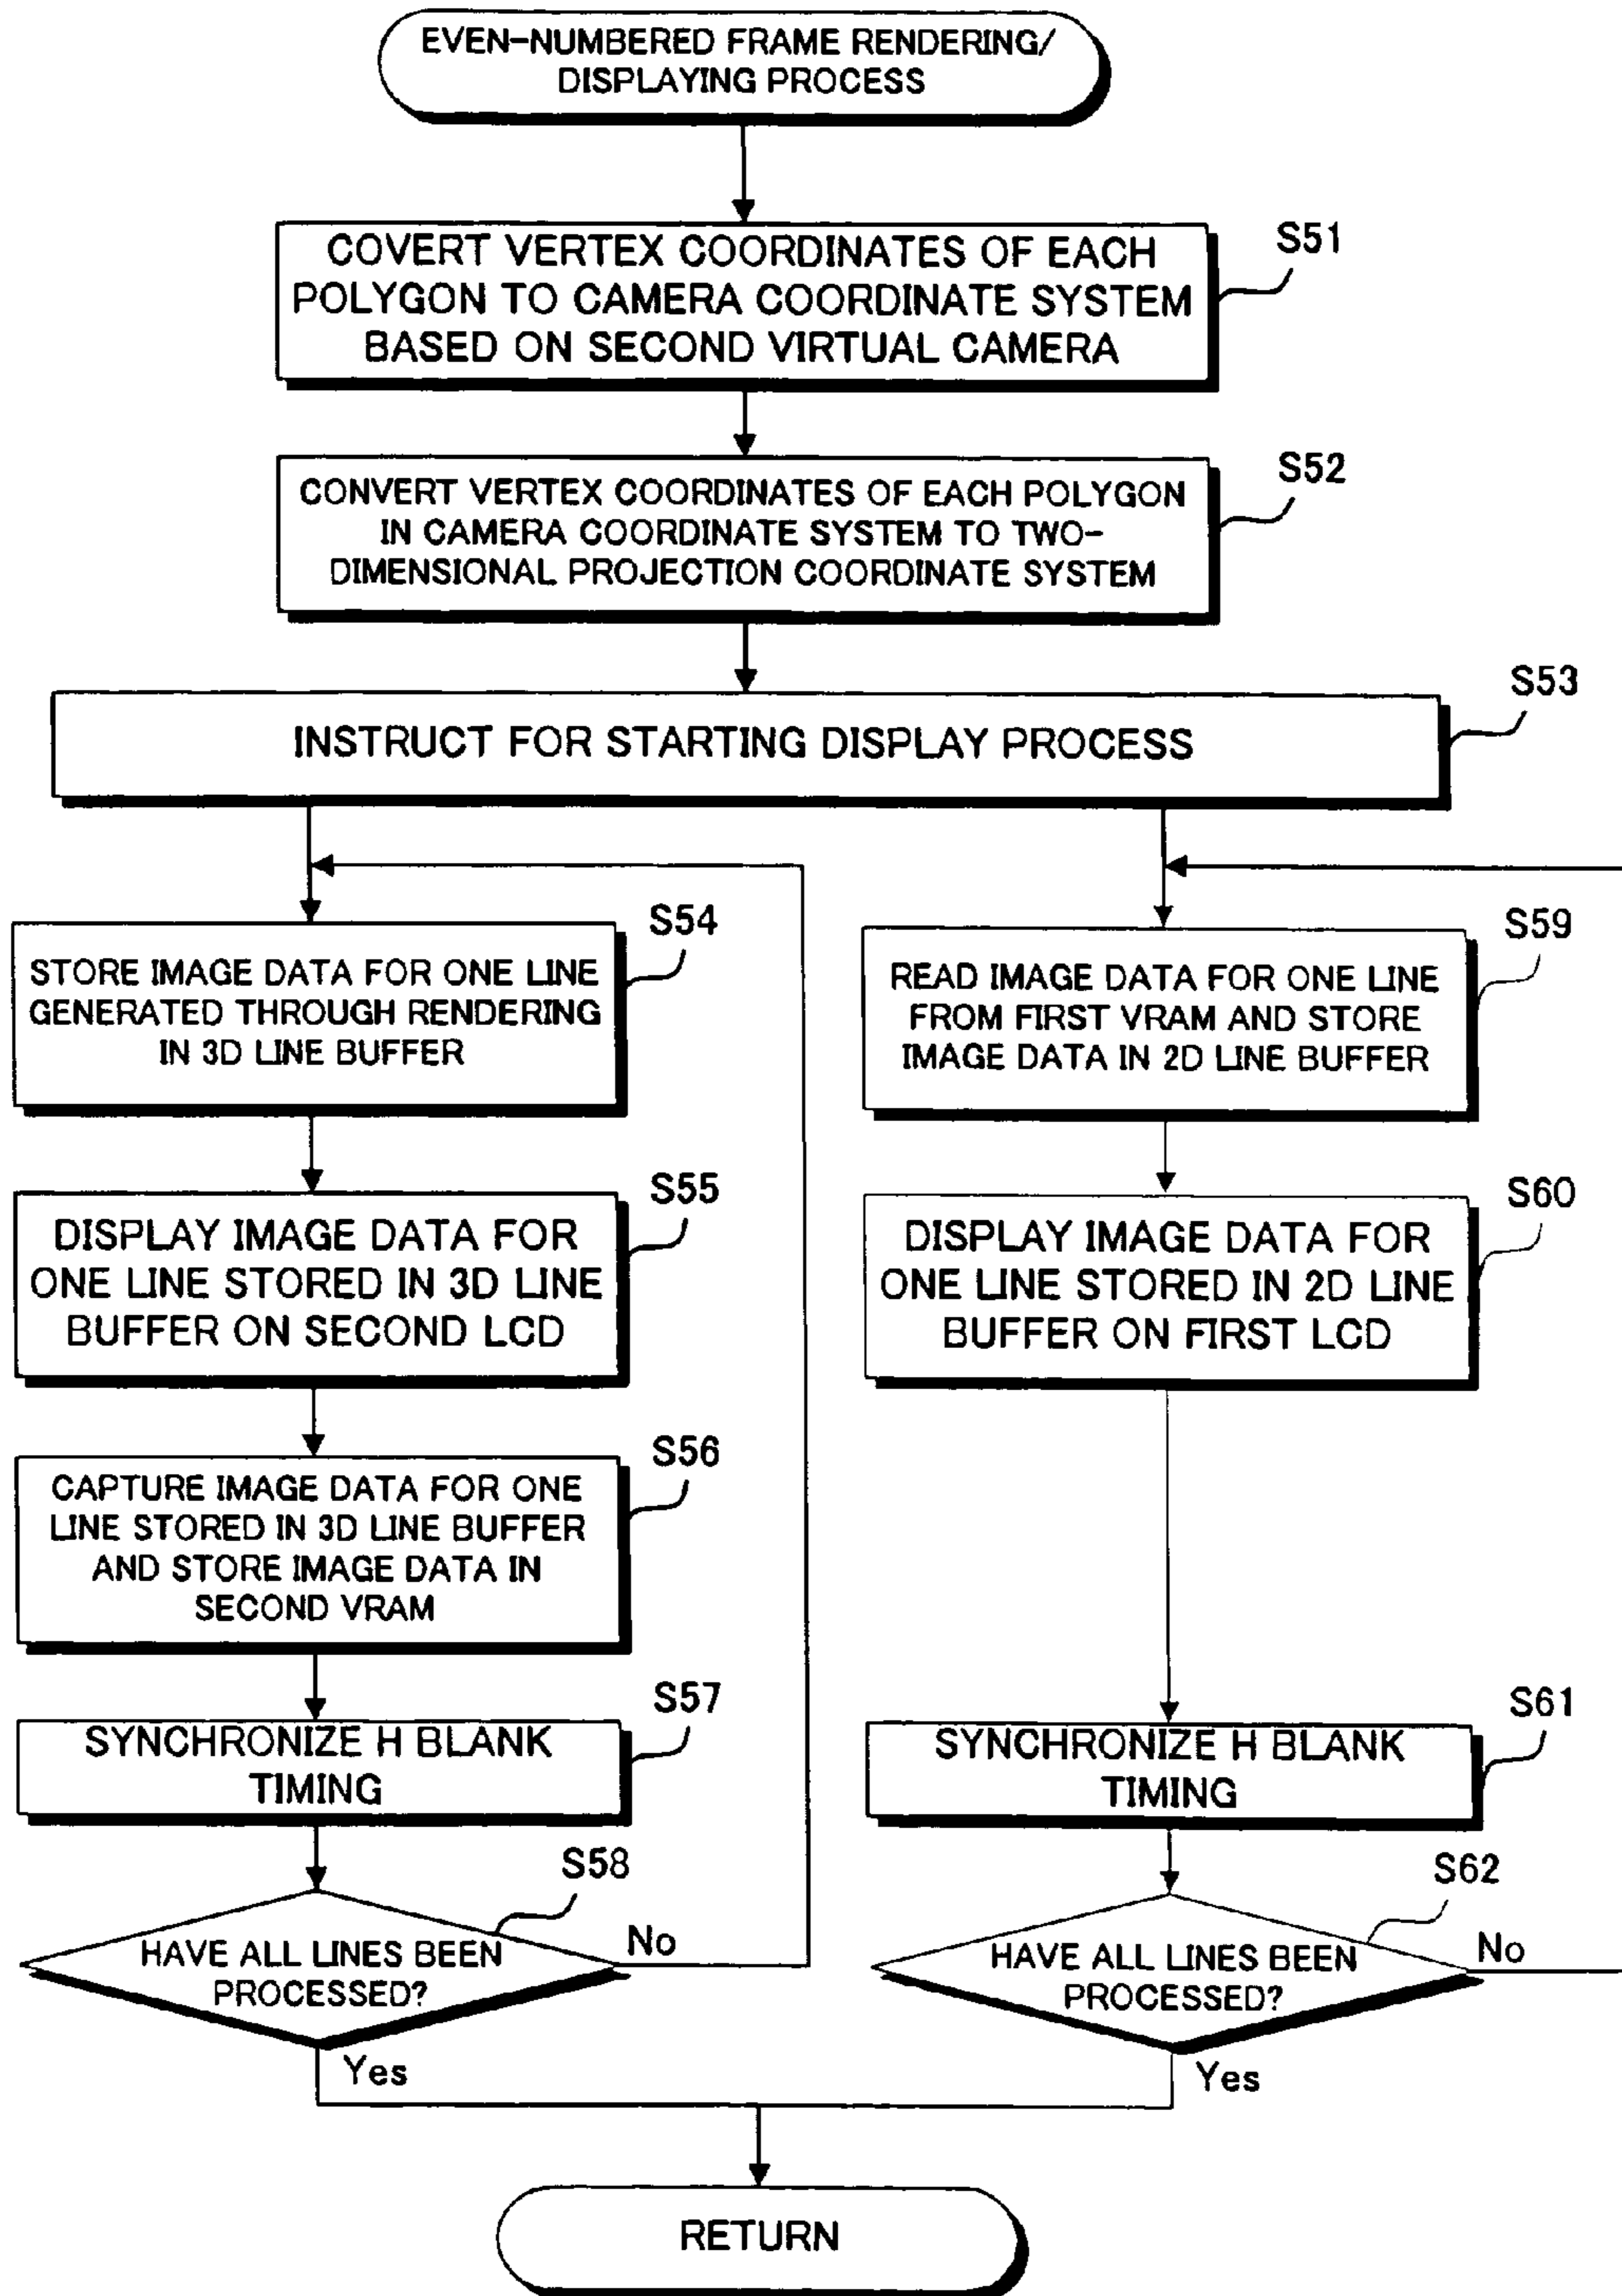 EVEN-NUMBERED FRAME RENDERING/
DISPLAYING PROCESS
S51
COVERT VERTEX COORDINATES OF EACH
POLYGON TO CAMERA COORDINATE SYSTEM
BASED ON SECOND VIRTUAL CAMERA
S52
CONVERT VERTEX COORDINATES OF EACH POLYGON
IN CAMERA COORDINATE SYSTEM TO TWO-
DIMENSIONAL PROJECTION COORDINATE SYSTEM
S53
INSTRUCT FOR STARTING DISPLAY PROCESS
S54
STORE IMAGE DATA FOR ONE LINE
GENERATED THROUGH RENDERING
IN 3D LINE BUFFER
S55
DISPLAY IMAGE DATA FOR
ONE LINE STORED IN 3D LINE
BUFFER ON SECOND LCD
S56
CAPTURE IMAGE DATA FOR ONE
LINE STORED IN 3D LINE BUFFER
AND STORE IMAGE DATA IN
SECOND VRAM
S57
SYNCHRONIZE H BLANK
TIMING
S58
HAVE ALL LINES BEEN
PROCESSED?
No
Yes
S59
READ IMAGE DATA FOR ONE LINE
FROM FIRST VRAM AND STORE
IMAGE DATA IN 2D LINE BUFFER
S60
DISPLAY IMAGE DATA FOR
ONE LINE STORED IN 2D LINE
BUFFER ON FIRST LCD
S61
SYNCHRONIZE H BLANK
TIMING
S62
HAVE ALL LINES BEEN
PROCESSED?
No
Yes
RETURN